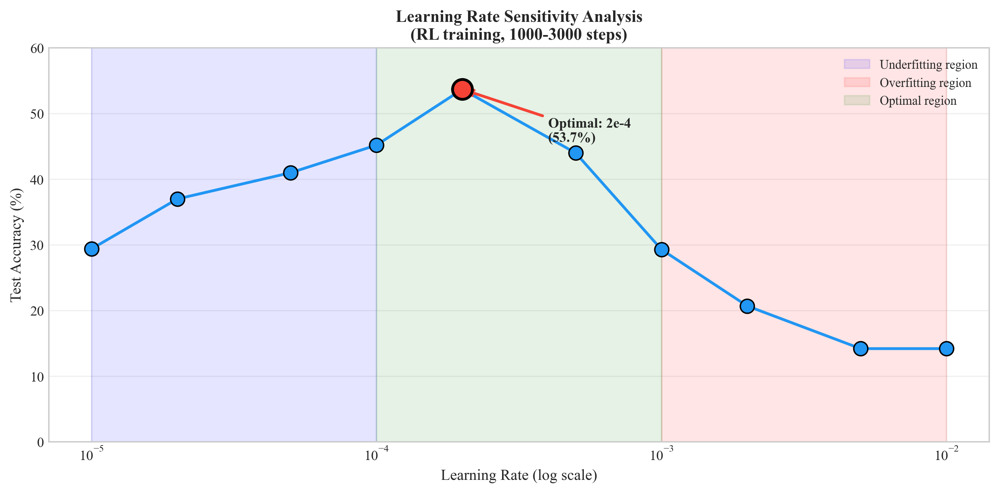 Learning Rate Sensitivity Analysis
(RL training, 1000-3000 steps)
60
50
40
30
20
10
0
Test Accuracy (%)
Underfitting region
Overfitting region
Optimal region
Optimal: 2e-4
(53.7%)
10⁻⁵ 10⁻⁴ 10⁻³ 10⁻²
Learning Rate (log scale)